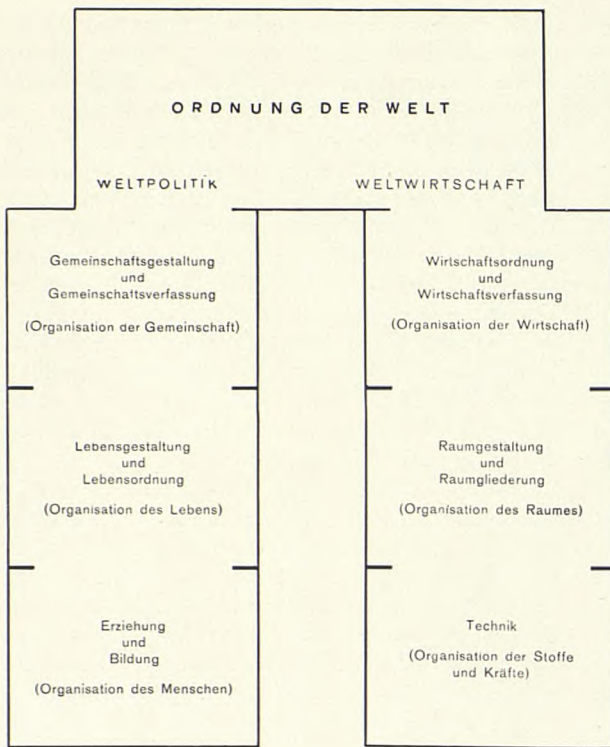 ORDNUNG DER WELT
WELTPOLITIK
WELTWIRTSCHAFT
Gemeinschaftsgestaltung
und
Gemeinschaftsverfassung
(Organisation der Gemeinschaft)
Wirtschaftsordnung
und
Wirtschaftsverfassung
(Organisation der Wirtschaft)
Lebensgestaltung
und
Lebensordnung
(Organisation des Lebens)
Raumgestaltung
und
Raumgliederung
(Organisation des Raumes)
Erziehung
und
Bildung
(Organisation des Menschen)
Technik
(Organisation der Stoffe
und Kräfte)